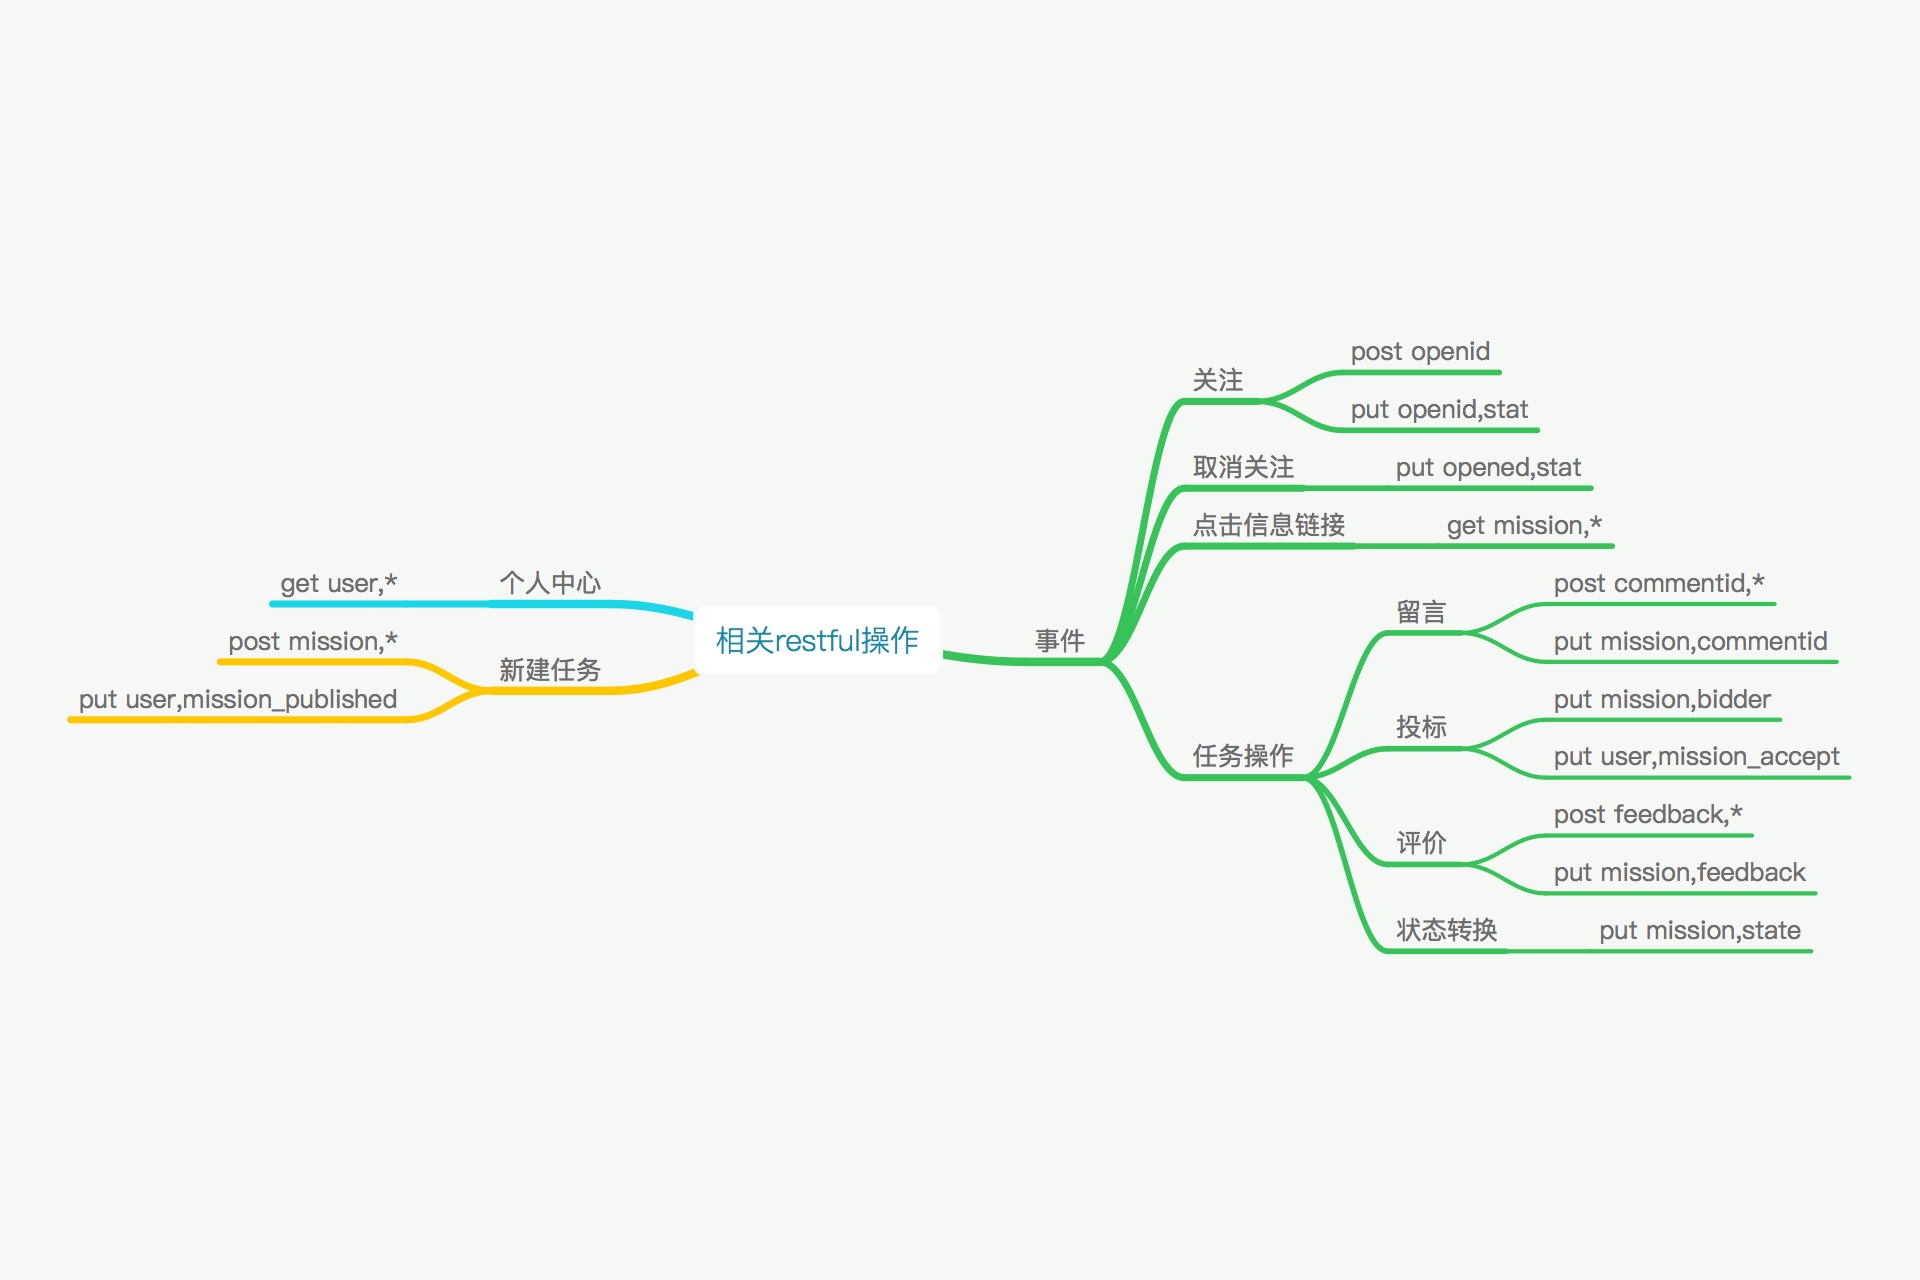 相关restful操作
个人中心
get user,*
新建任务
post mission,*
put user,mission_published
事件
关注
post openid
put openid,stat
取消关注
put opened,stat
点击信息链接
get mission,*
任务操作
留言
post commentid,*
put mission,commentid
投标
put mission,bidder
put user,mission_accept
评价
post feedback,*
put mission,feedback
状态转换
put mission,state